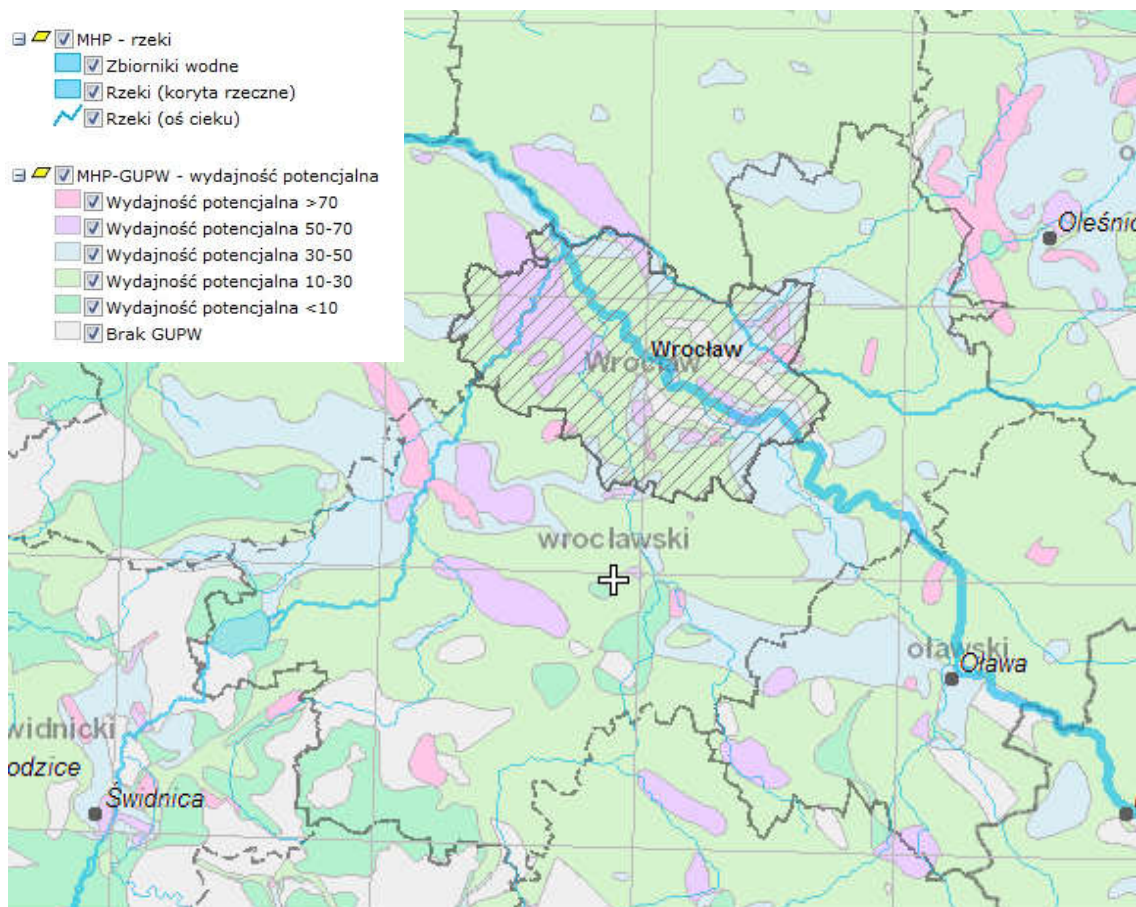 MHP - rzeki
Zbiorniki wodne
Rzeki (koryta rzeczne)
Rzeki (oś cieku)
MHP-GUPW - wydajność potencjalna
Wydajność potencjalna >70
Wydajność potencjalna 50-70
Wydajność potencjalna 30-50
Wydajność potencjalna 10-30
Wydajność potencjalna <10
Brak GUPW
o
Oleśnic
Wrocław
Wrocław
wrocławski
oławski
Oława
widnicki
odzice
Świdnica